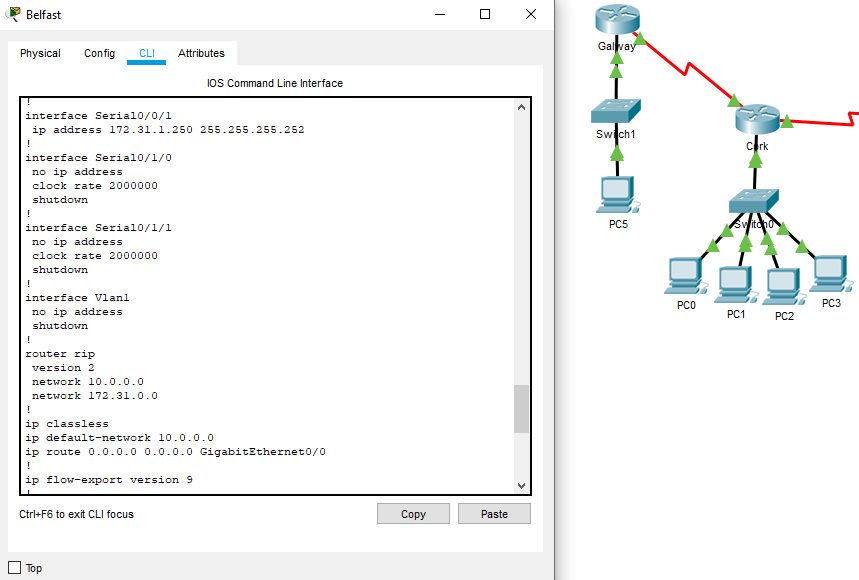 Belfast
Physical Config CLI Attributes
IOS Command Line Interface
!
interface Serial0/0/1
 ip address 172.31.1.250 255.255.255.252
!
interface Serial0/1/0
 no ip address
 clock rate 2000000
 shutdown
!
interface Serial0/1/1
 no ip address
 clock rate 2000000
 shutdown
!
interface Vlan1
 no ip address
 shutdown
!
router rip
 version 2
 network 10.0.0.0
 network 172.31.0.0
!
ip classless
ip default-network 10.0.0.0
ip route 0.0.0.0 0.0.0.0 GigabitEthernet0/0
!
ip flow-export version 9
!
Ctrl+F6 to exit CLI focus
Copy Paste
Top
Galway
Switch1
PC5
Cork
Switch0
PC0
PC1
PC2
PC3